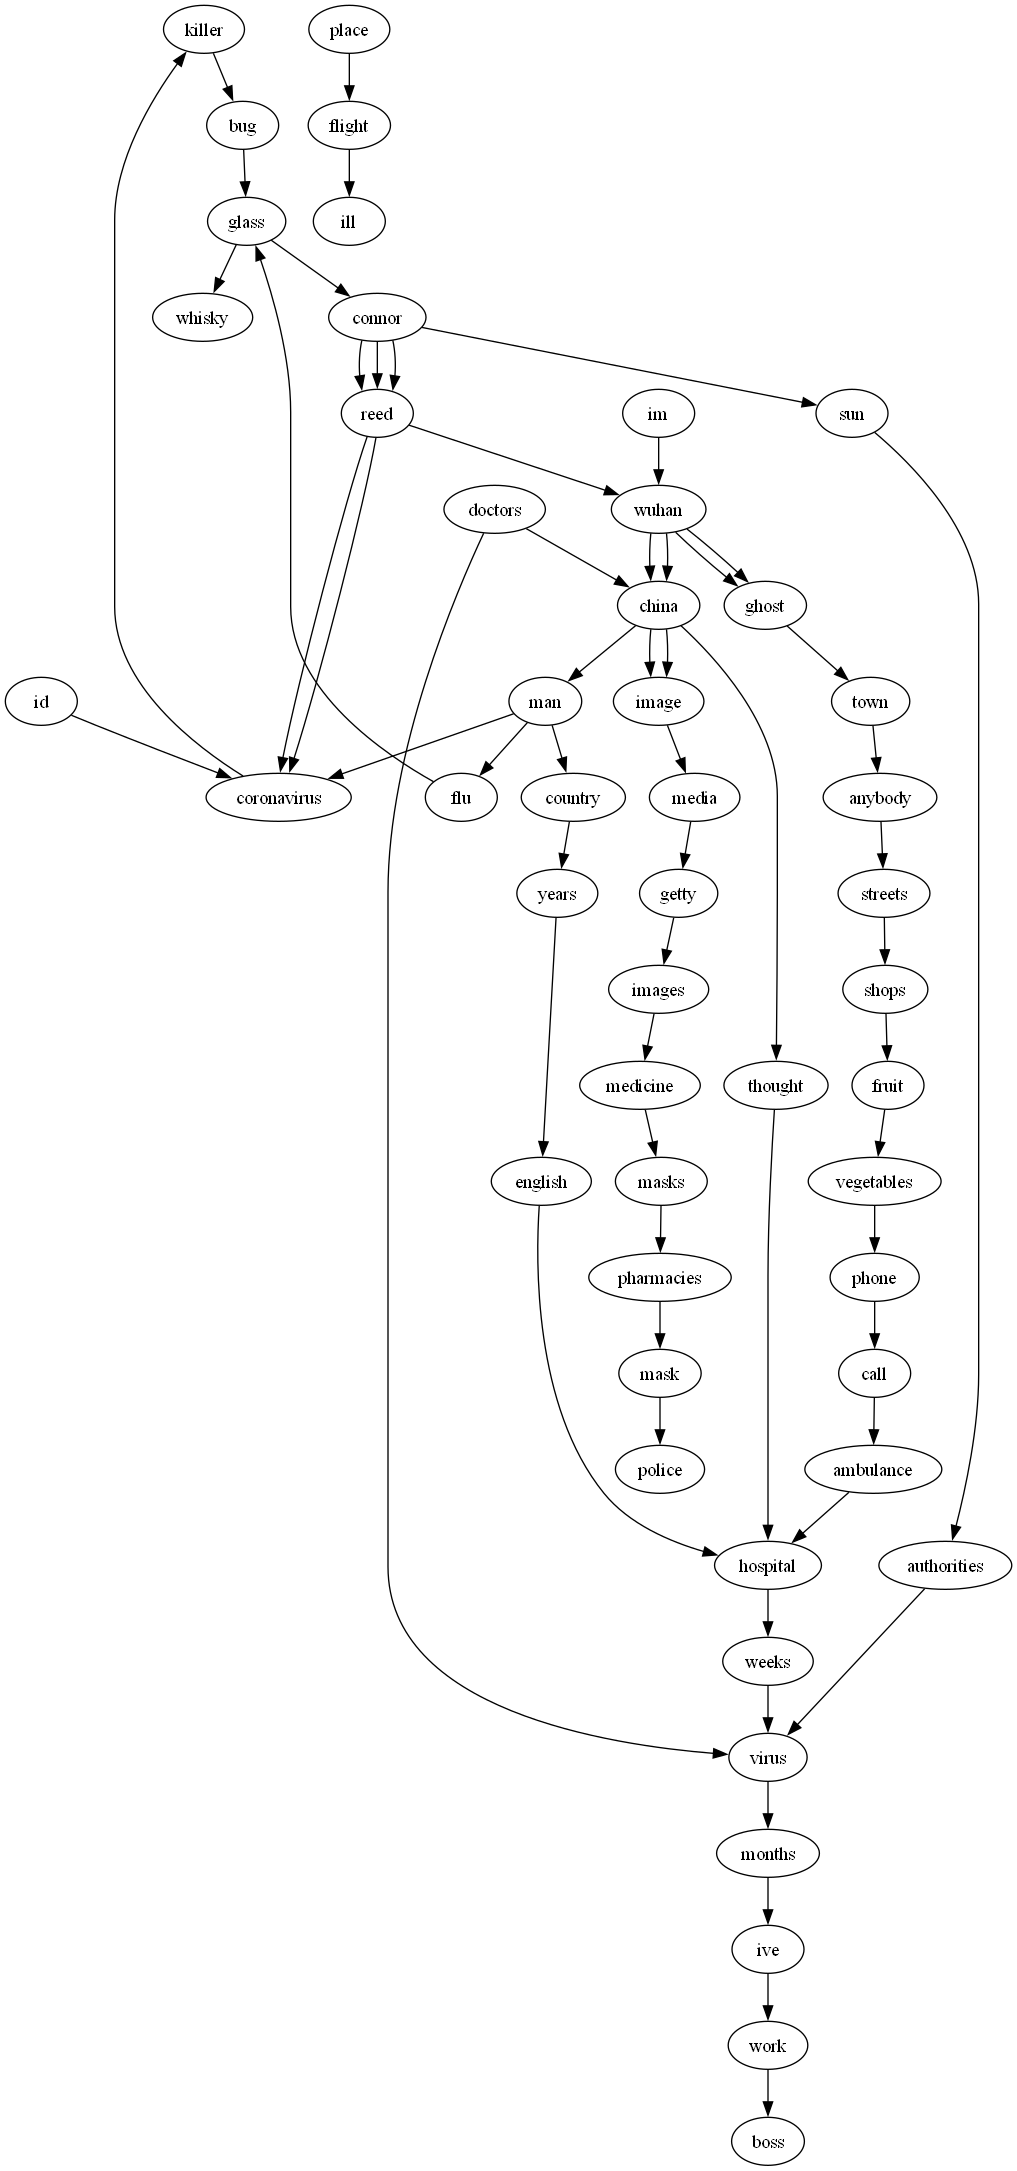 killer place
bug flight
glass ill
whisky connor
reed im sun
doctors wuhan
china ghost
id man image town
coronavirus flu country media anybody
years getty streets
images shops
medicine thought fruit
english masks vegetables
pharmacies phone
mask call
police ambulance
hospital authorities
weeks
virus
months
ive
work
boss